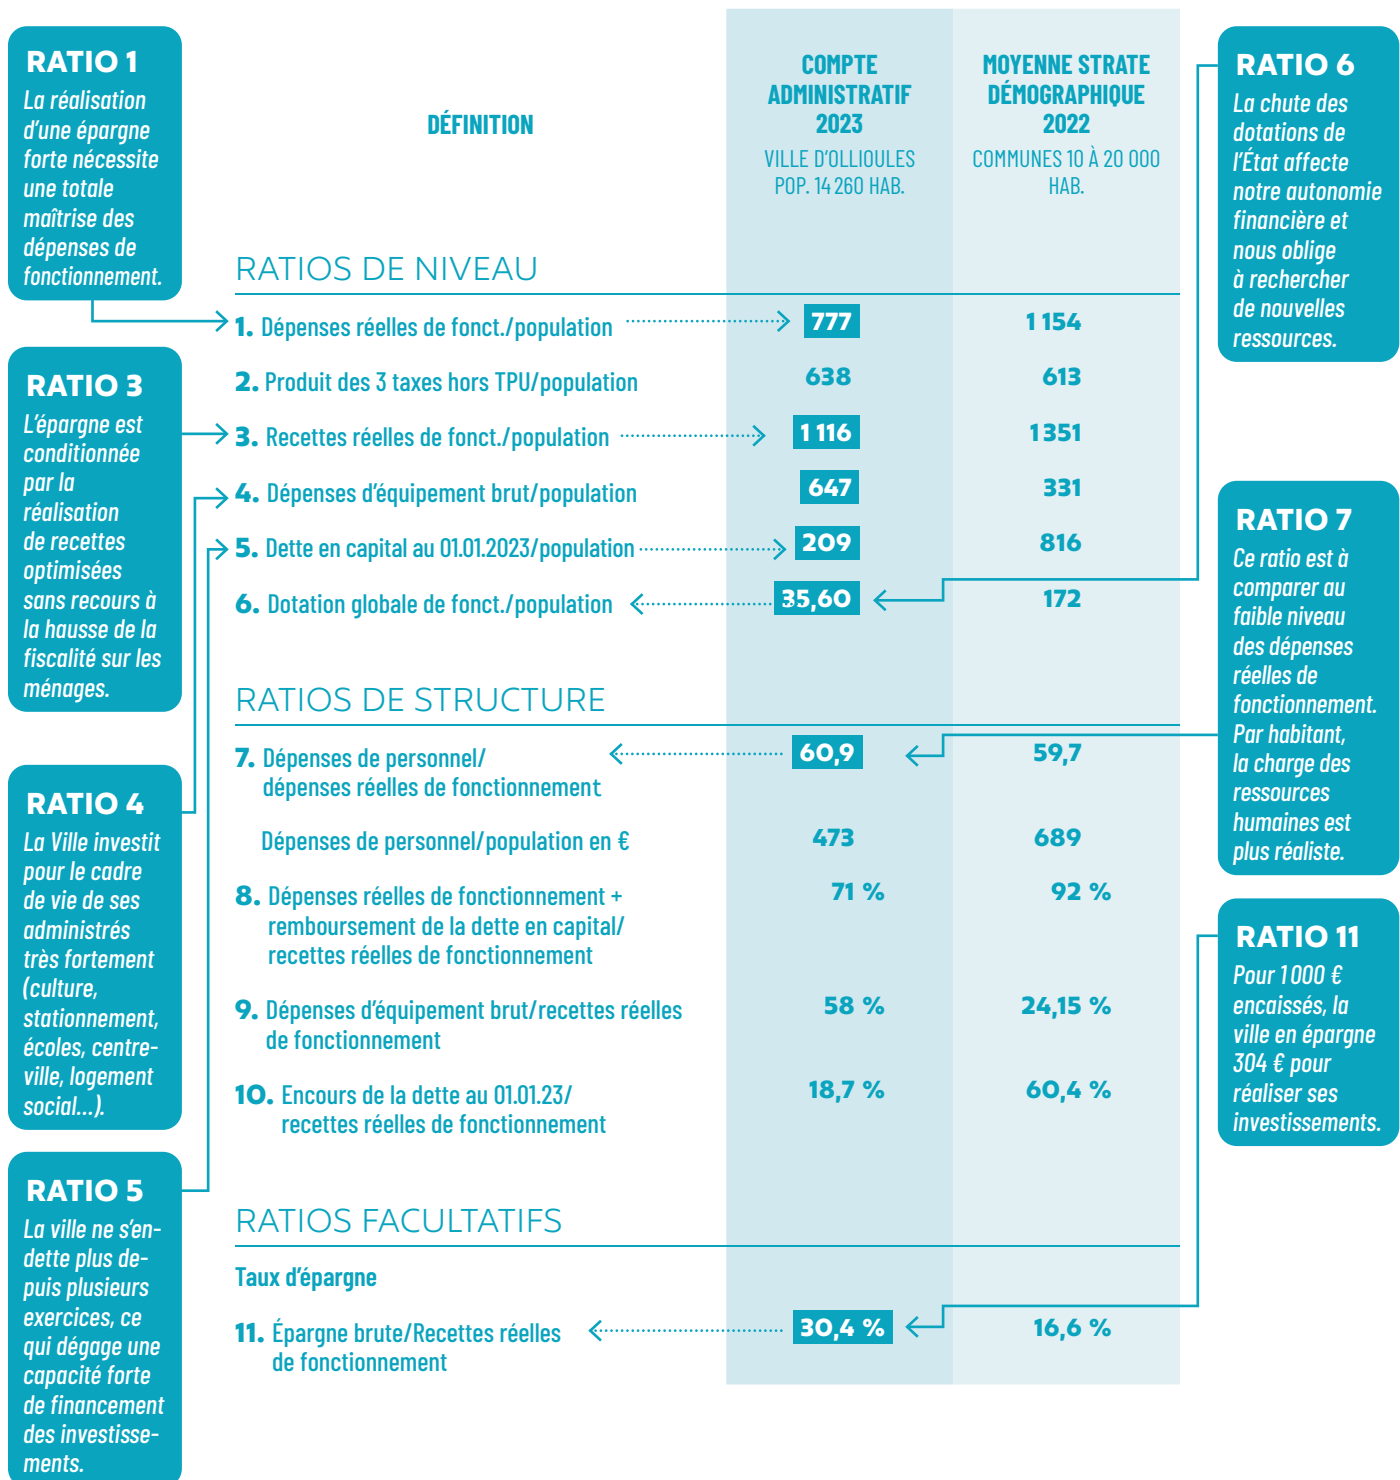 RATIO 1
La réalisation
d'une épargne
forte nécessite
une totale
maîtrise des
dépenses de
fonctionnement.
RATIO 3
L'épargne est
conditionnée
par la
réalisation
de recettes
optimisées
sans recours à
la hausse de la
fiscalité sur les
ménages.
RATIO 4
La Ville investit
pour le cadre
de vie de ses
administrés
très fortement
(culture,
stationnement,
écoles, centre-
ville, logement
social...).
RATIO 5
La ville ne s'en-
dette plus de-
puis plusieurs
exercices, ce
qui dégage une
capacité forte
de financement
des investisse-
ments.
DÉFINITION
COMPTE
ADMINISTRATIF
2023
VILLE D'OLLIOULES
POP. 14 260 HAB.
MOYENNE STRATE
DÉMOGRAPHIQUE
2022
COMMUNES 10 À 20 000
HAB.
RATIOS DE NIVEAU
1. Dépenses réelles de fonct./population 777 1 154
2. Produit des 3 taxes hors TPU/population 638 613
3. Recettes réelles de fonct./population 1 116 1 351
4. Dépenses d'équipement brut/population 647 331
5. Dette en capital au 01.01.2023/population 209 816
6. Dotation globale de fonct./population 35,60 172
RATIOS DE STRUCTURE
7. Dépenses de personnel/ 60,9 59,7
dépenses réelles de fonctionnement
Dépenses de personnel/population en € 473 689
8. Dépenses réelles de fonctionnement + 71 % 92 %
remboursement de la dette en capital/
recettes réelles de fonctionnement
9. Dépenses d'équipement brut/recettes réelles 58 % 24,15 %
de fonctionnement
10. Encours de la dette au 01.01.23/ 18,7 % 60,4 %
recettes réelles de fonctionnement
RATIOS FACULTATIFS
Taux d'épargne
11. Épargne brute/Recettes réelles 30,4 % 16,6 %
de fonctionnement
RATIO 6
La chute des
dotations de
l'État affecte
notre autonomie
financière et
nous oblige
à rechercher
de nouvelles
ressources.
RATIO 7
Ce ratio est à
comparer au
faible niveau
des dépenses
réelles de
fonctionnement.
Par habitant,
la charge des
ressources
humaines est
plus réaliste.
RATIO 11
Pour 1 000 €
encaissés, la
ville en épargne
304 € pour
réaliser ses
investissements.